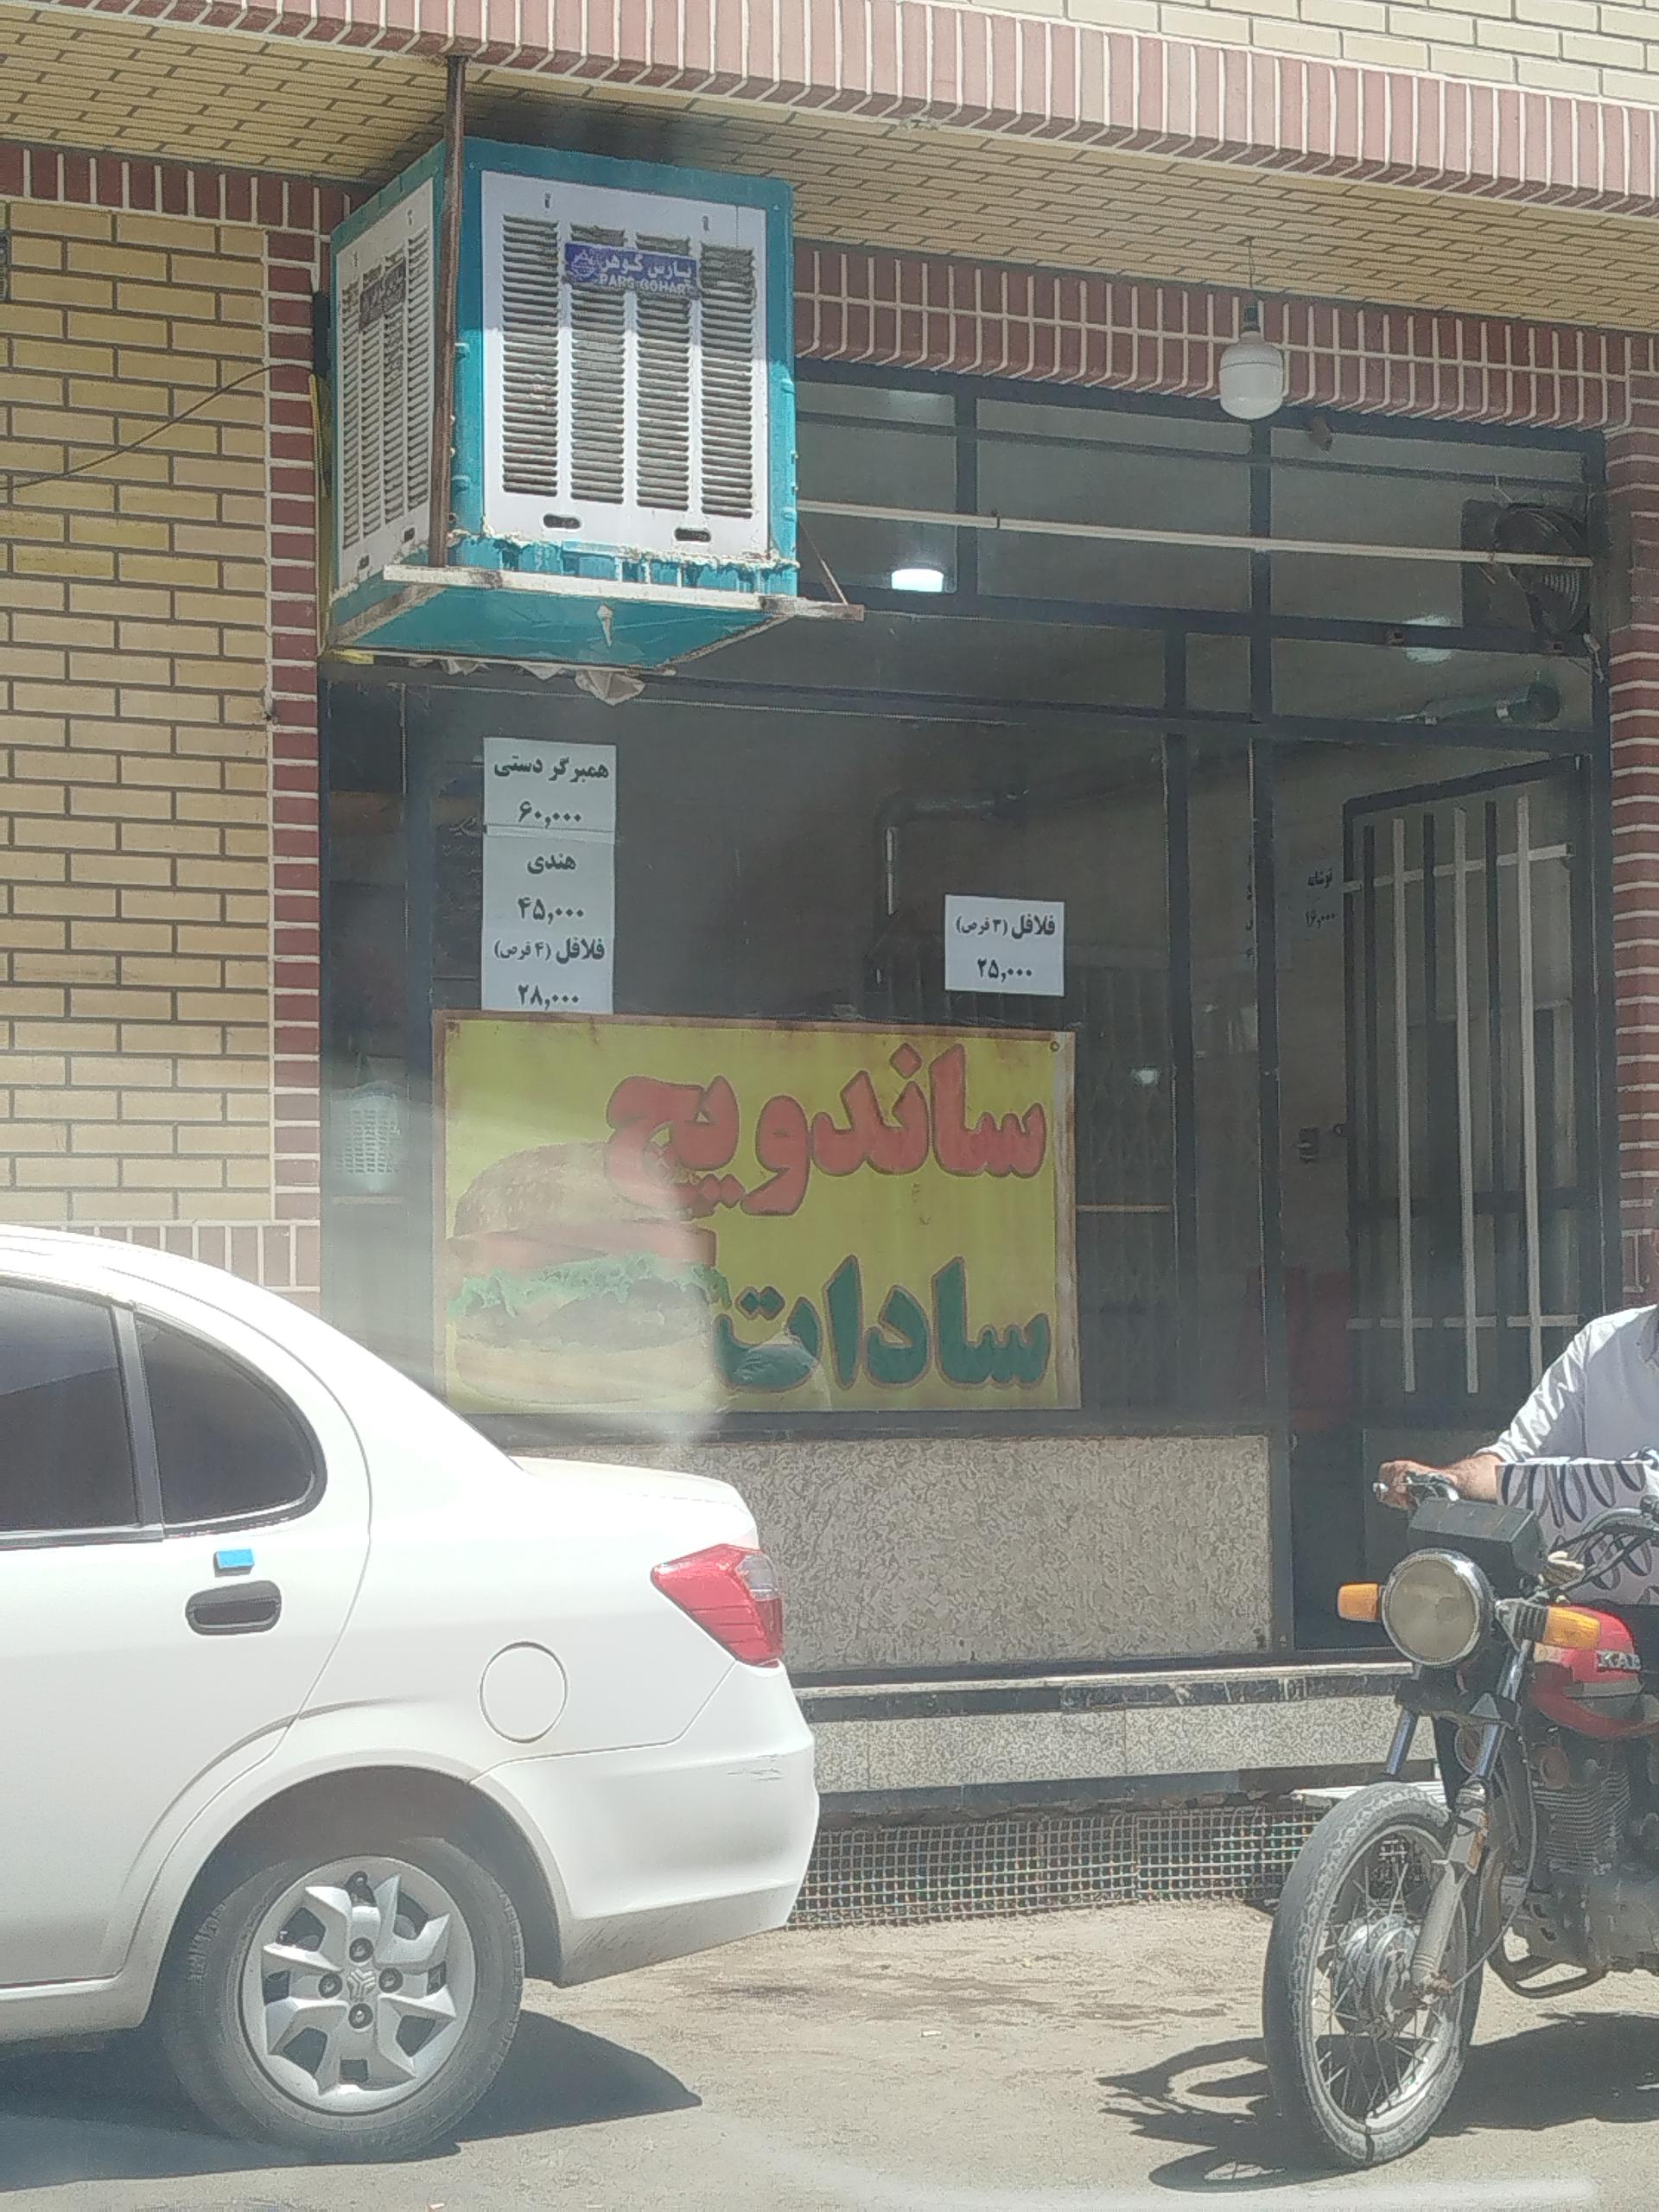 پارس گوهر
PARS GOHAR
همبرگر دستی
۶۰,۰۰۰
هندی
۴۵,۰۰۰
فلافل (۴ قرص)
۲۸,۰۰۰
فلافل (۳ قرص)
۲۵,۰۰۰
نوشابه
ساندویچ
سادات